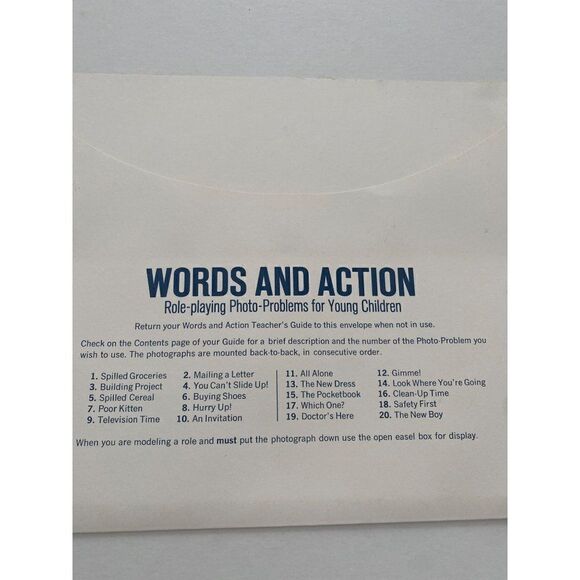 WORDS AND ACTION
Role-playing Photo-Problems for Young Children
Return your Words and Action Teacher's Guide to this envelope when not in use.
Check on the Contents page of your Guide for a brief description and the number of the Photo-Problem you
wish to use. The photographs are mounted back-to-back, in consecutive order.
1. Spilled Groceries 2. Mailing a Letter 11. All Alone 12. Gimme!
3. Building Project 4. You Can't Slide Up! 13. The New Dress 14. Look Where You're Going
5. Spilled Cereal 6. Buying Shoes 15. The Pocketbook 16. Clean-Up Time
7. Poor Kitten 8. Hurry Up! 17. Which One? 18. Safety First
9. Television Time 10. An Invitation 19. Doctor's Here 20. The New Boy
When you are modeling a role and must put the photograph down use the open easel box for display.